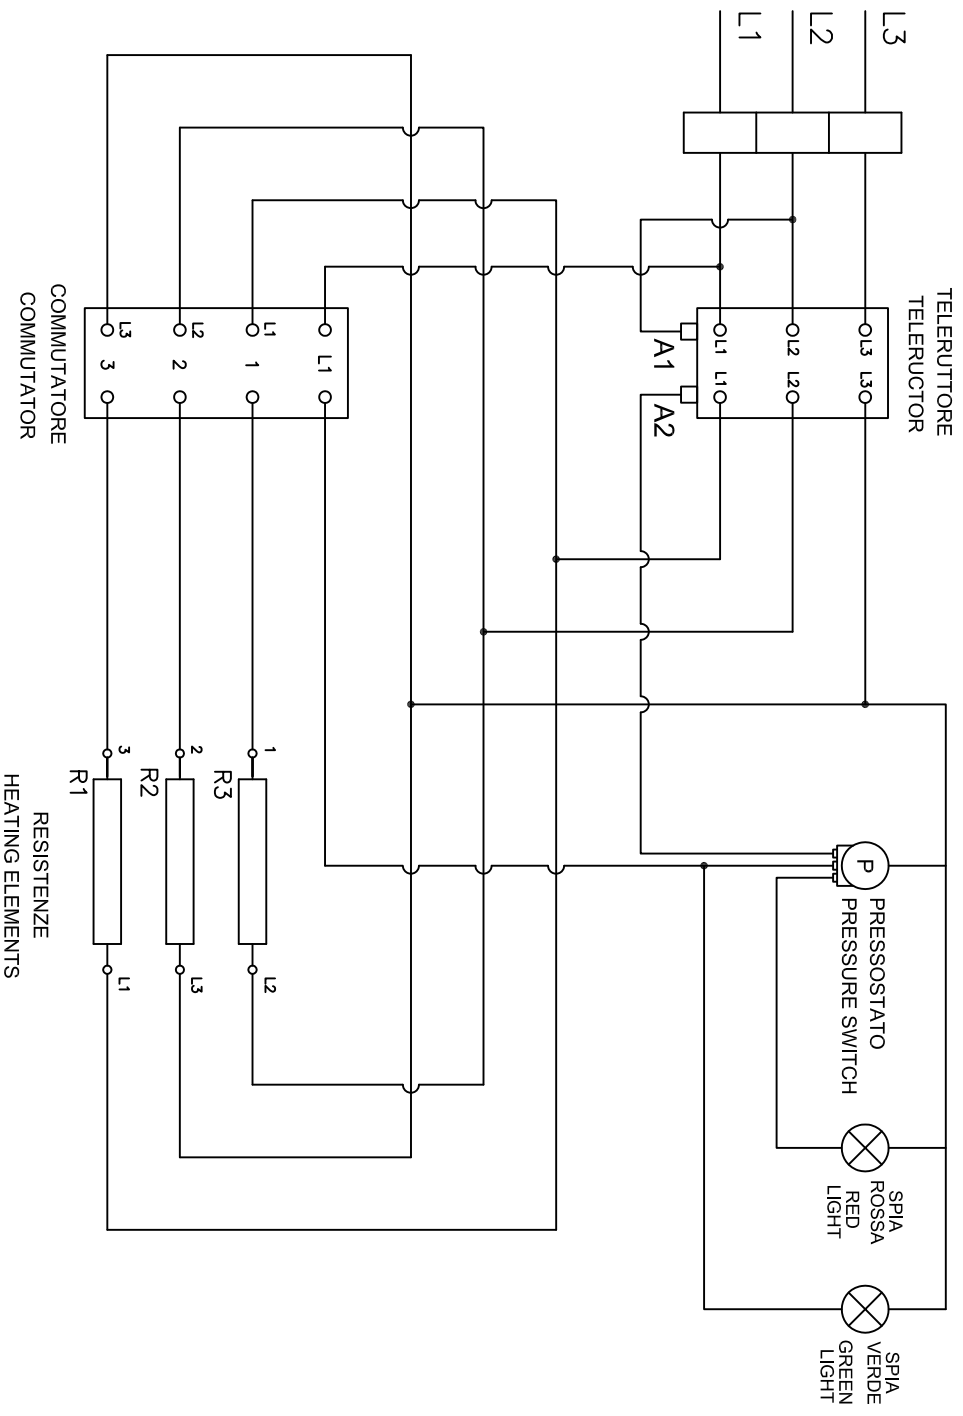 L1
L2
L3
TELERUTTORE
TELERUCTOR
L1 L1
L2 L2
L3 L3
A1
A2
COMMUTATORE
COMMUTATOR
L3
3
L2
2
L1
1
L1
P
PRESSOSTATO
PRESSURE SWITCH
3
R1
L1
2
R2
L3
1
R3
L2
RESISTENZE
HEATING ELEMENTS
SPIA
ROSSA
RED
LIGHT
SPIA
VERDE
GREEN
LIGHT